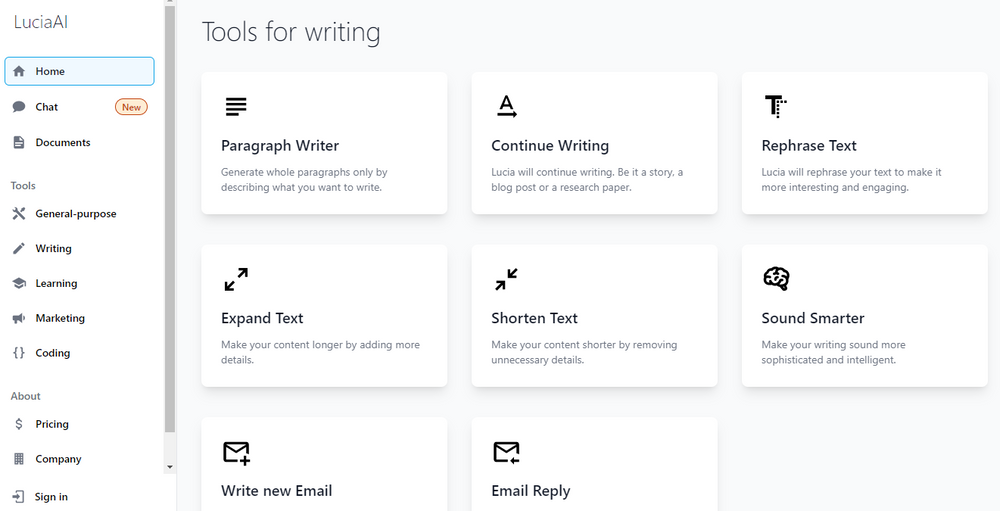 LuciaAI
Home
Chat
New
Documents
Tools
General-purpose
Writing
Learning
Marketing
Coding
About
Pricing
Company
Sign in
Tools for writing
Paragraph Writer
Generate whole paragraphs only by
describing what you want to write.
Continue Writing
Lucia will continue writing. Be it a story, a
blog post or a research paper.
Rephrase Text
Lucia will rephrase your text to make it
more interesting and engaging.
Expand Text
Make your content longer by adding more
details.
Shorten Text
Make your content shorter by removing
unnecessary details.
Sound Smarter
Make your writing sound more
sophisticated and intelligent.
Write new Email
Email Reply